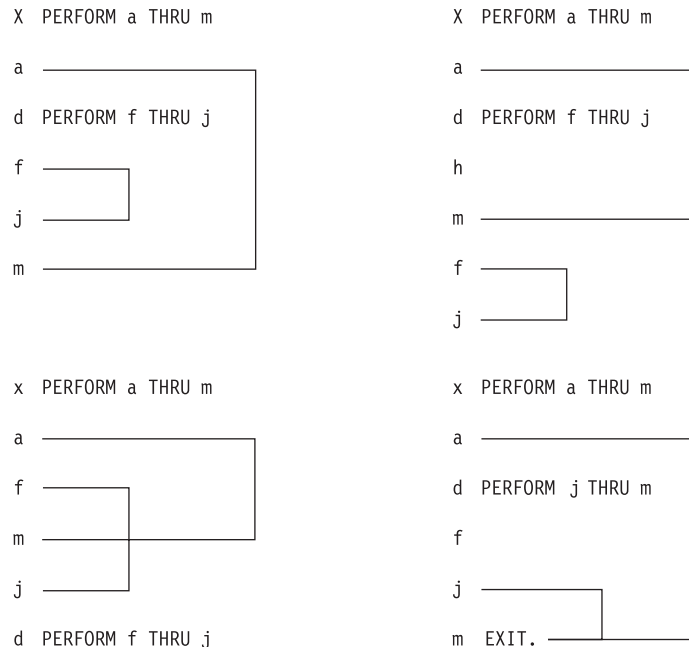 X PERFORM a THRU m
a
d PERFORM f THRU j
f
j
m
X PERFORM a THRU m
a
d PERFORM f THRU j
h
m
f
j
x PERFORM a THRU m
a
f
m
j
d PERFORM f THRU j
x PERFORM a THRU m
a
d PERFORM j THRU m
f
j
m EXIT.